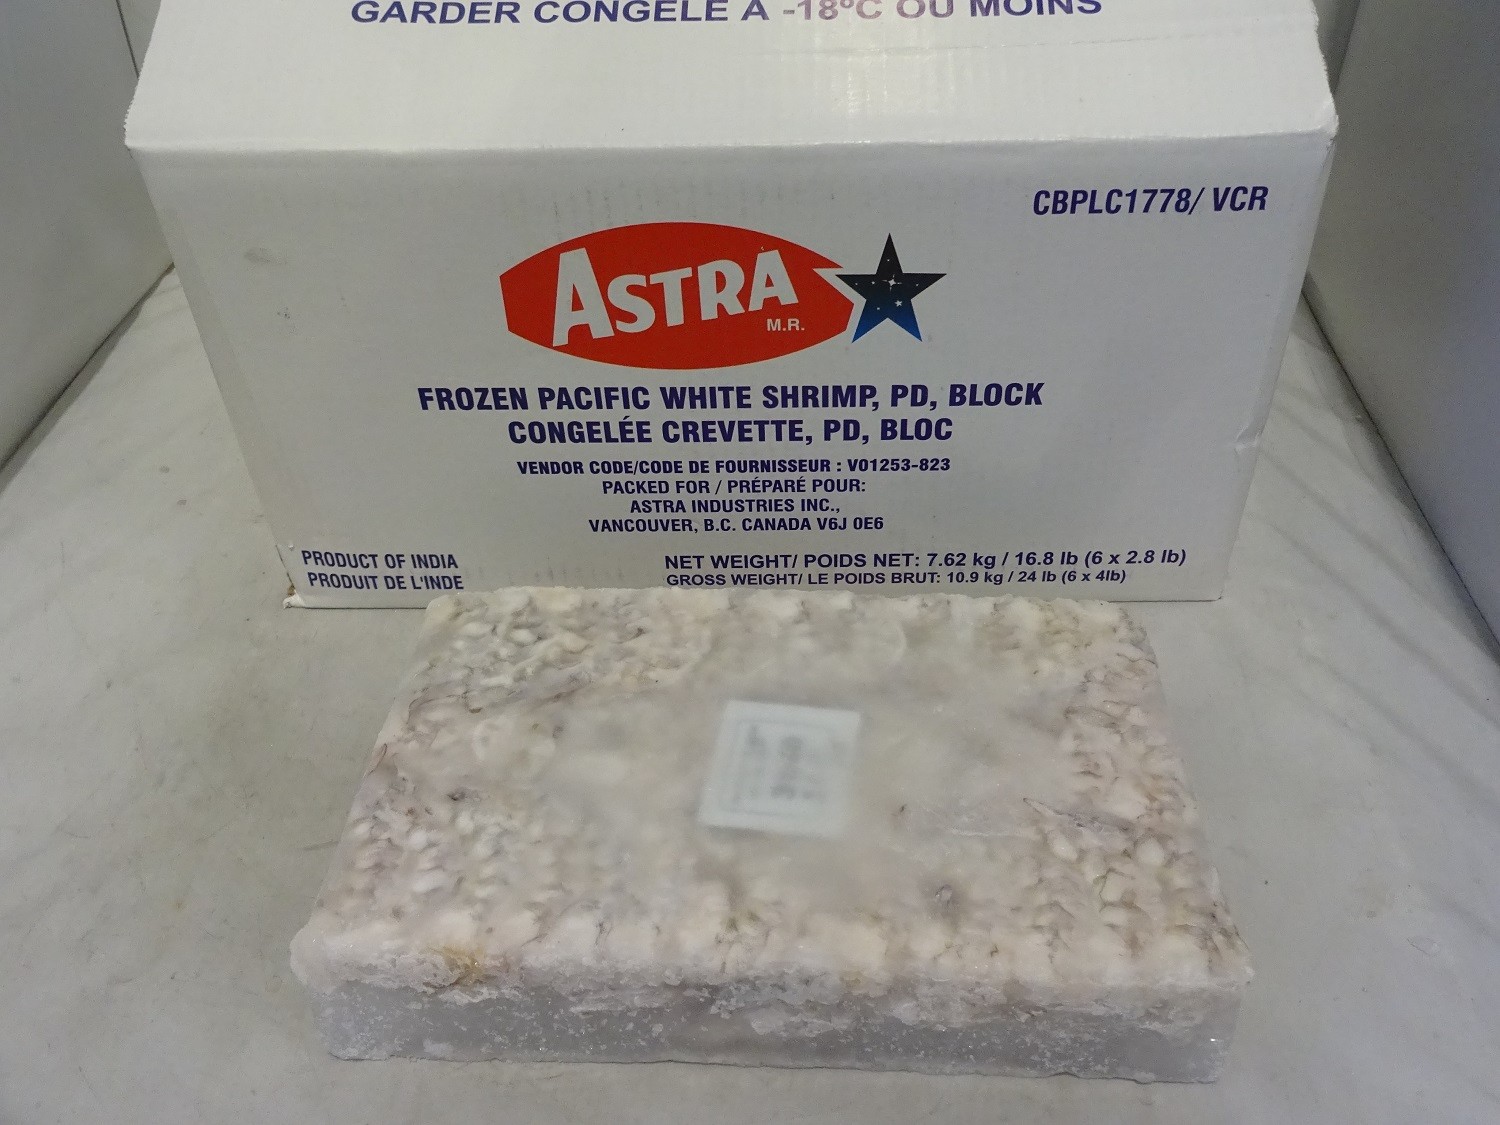 GARDER CONGELÉ À -18°C OU MOINS
CBPLC1778/ VCR
ASTRA
M.R.
FROZEN PACIFIC WHITE SHRIMP, PD, BLOCK
CONGELÉE CREVETTE, PD, BLOC
VENDOR CODE/CODE DE FOURNISSEUR : V01253-823
PACKED FOR / PRÉPARÉ POUR:
ASTRA INDUSTRIES INC.,
VANCOUVER, B.C. CANADA V6J 0E6
PRODUCT OF INDIA
PRODUIT DE L'INDE
NET WEIGHT/ POIDS NET: 7.62 kg / 16.8 lb (6 x 2.8 lb)
GROSS WEIGHT/ LE POIDS BRUT: 10.9 kg / 24 lb (6 x 4lb)